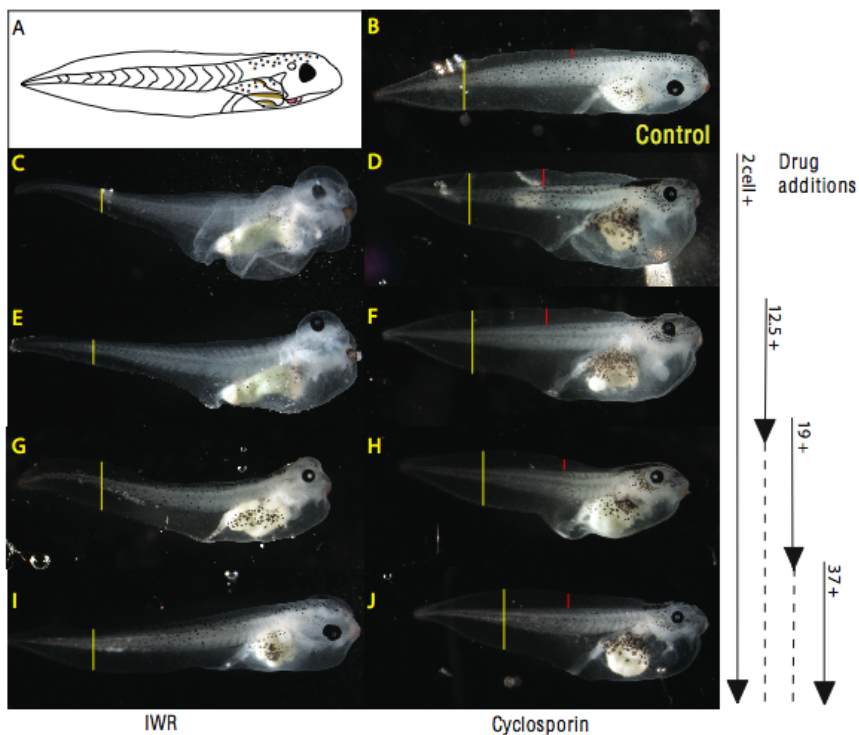 A
B
Control
C
D
2 cell +
Drug
additions
E
F
12.5 +
G
H
19 +
I
J
37 +
IWR
Cyclosporin